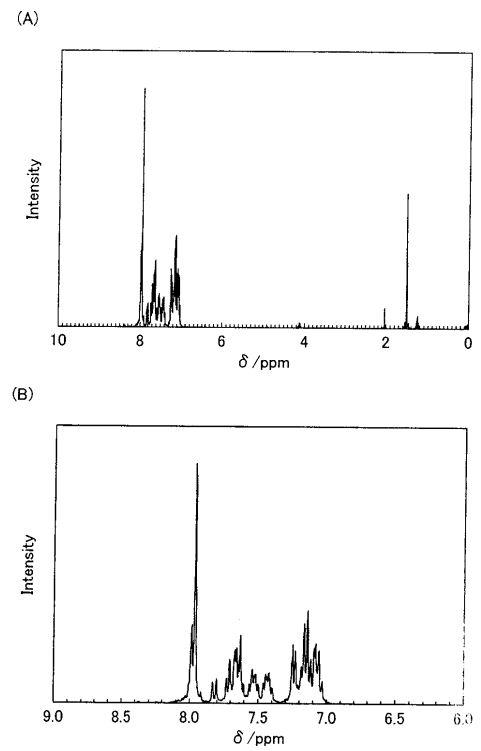 (A)
Intensity
10 8 6 4 2 0
δ /ppm
(B)
Intensity
9.0 8.5 8.0 7.5 7.0 6.5 6.0
δ /ppm